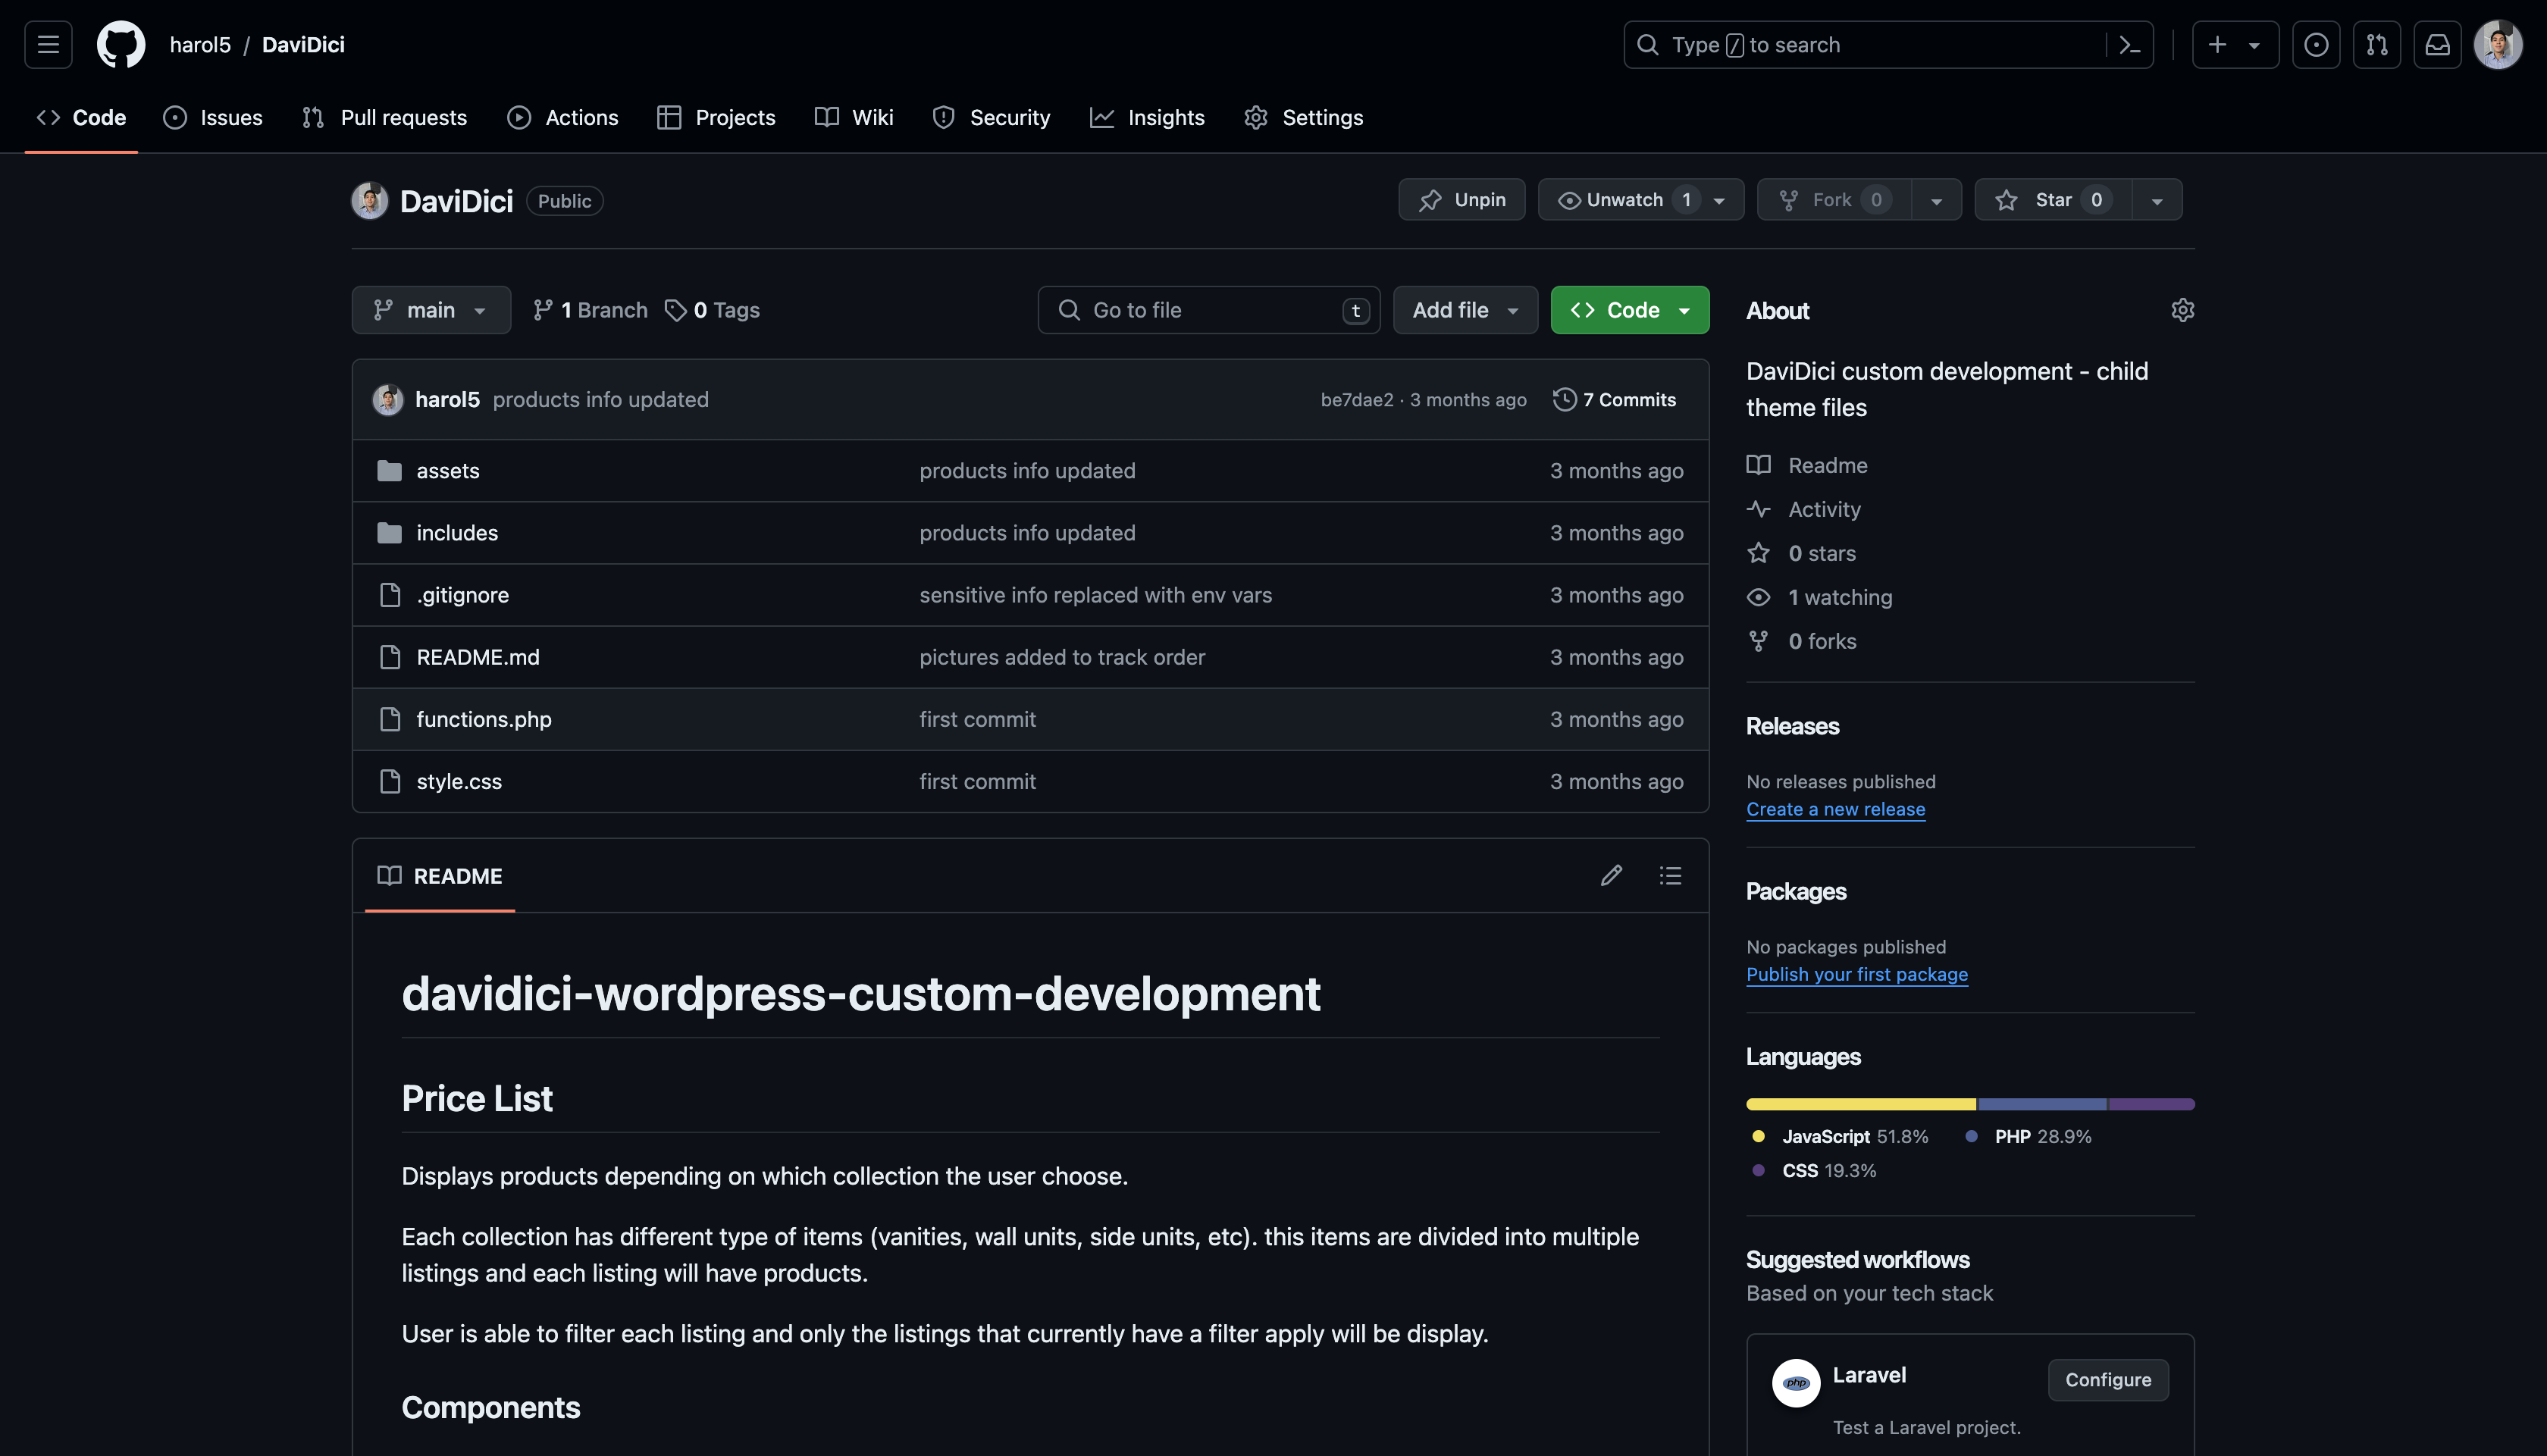 harol5 / DaviDici
Type / to search
Code Issues Pull requests Actions Projects Wiki Security Insights Settings
DaviDici Public
Unpin Unwatch 1 Fork 0 Star 0
main 1 Branch 0 Tags
Go to file t Add file Code
harol5 products info updated be7dae2 · 3 months ago 7 Commits
assets products info updated 3 months ago
includes products info updated 3 months ago
.gitignore sensitive info replaced with env vars 3 months ago
README.md pictures added to track order 3 months ago
functions.php first commit 3 months ago
style.css first commit 3 months ago
README
davidici-wordpress-custom-development
Price List
Displays products depending on which collection the user choose.
Each collection has different type of items (vanities, wall units, side units, etc). this items are divided into multiple
listings and each listing will have products.
User is able to filter each listing and only the listings that currently have a filter apply will be display.
Components
About
DaviDici custom development - child
theme files
Readme
Activity
0 stars
1 watching
0 forks
Releases
No releases published
Create a new release
Packages
No packages published
Publish your first package
Languages
JavaScript 51.8% PHP 28.9%
CSS 19.3%
Suggested workflows
Based on your tech stack
php
Laravel
Configure
Test a Laravel project.